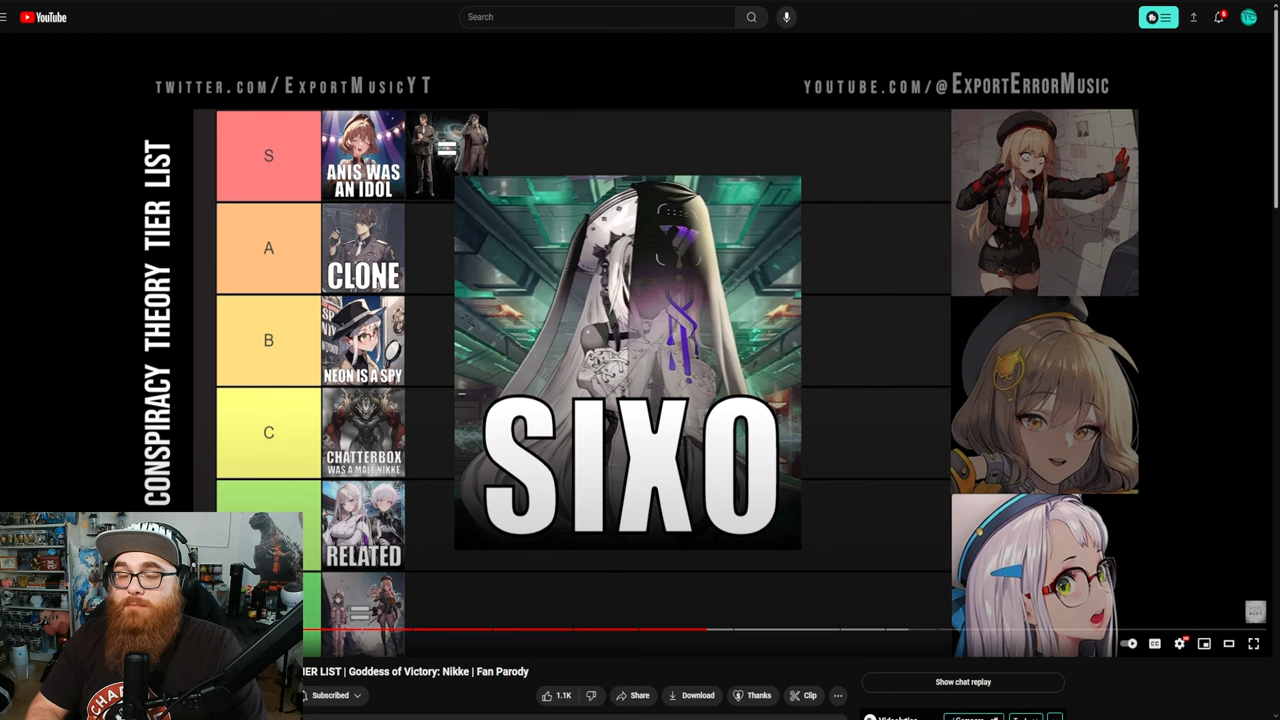 YouTube
Search
6
TWITTER.COM/EXPORTMUSICYT
YOUTUBE.COM/@EXPORTERRORMUSIC
CONSPIRACY THEORY TIER LIST
S
ANIS WAS
AN IDOL
=
A
CLONE
B
NEON IS A SPY
C
CHATTERBOX
WAS A MALE NIKKE
RELATED
=
SIXO
IER LIST | Goddess of Victory: Nikke | Fan Parody
Subscribed
1.1K
Share
Download
Thanks
Clip
Show chat replay